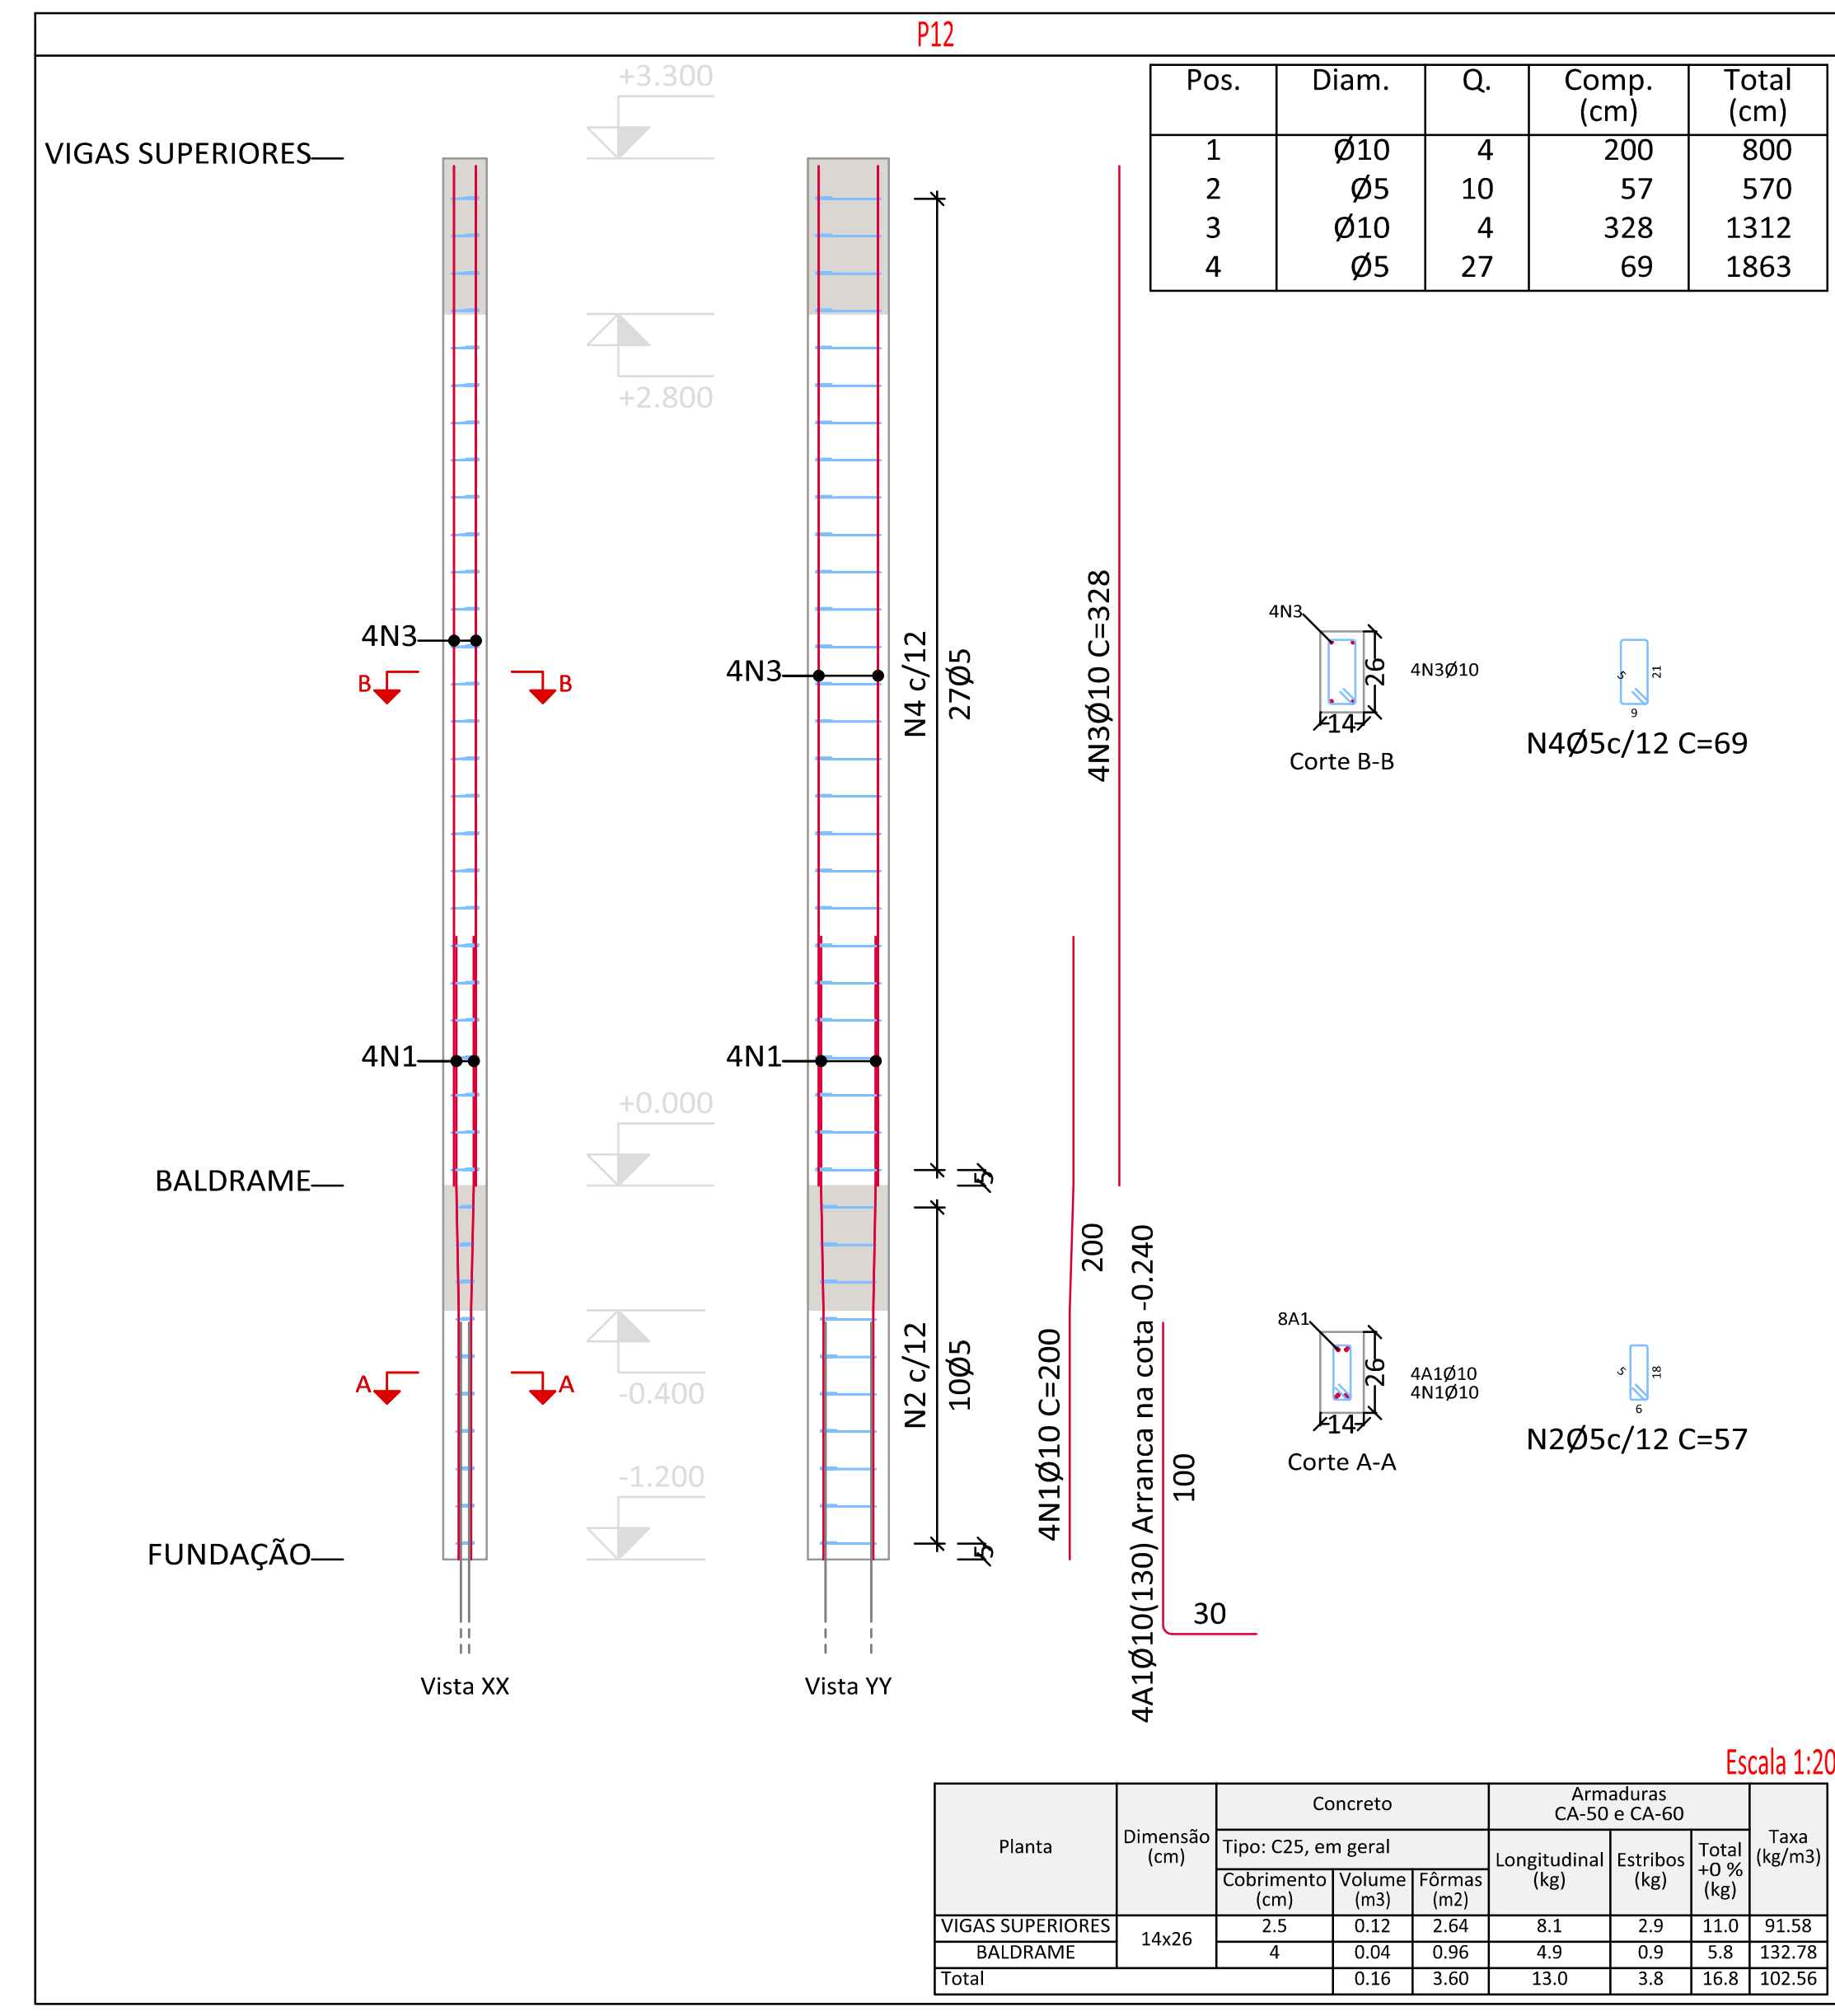 P12
Pos. Diam. Q. Comp. (cm) Total (cm)
1 Ø10 4 200 800
2 Ø5 10 57 570
3 Ø10 4 328 1312
4 Ø5 27 69 1863
+3.300
VIGAS SUPERIORES
+2.800
4N3
4N3
B
B
N4 c/12
27Ø5
4N3Ø10 C=328
4N3
26
14
4N3Ø10
Corte B-B
5
21
9
N4Ø5c/12 C=69
4N1
4N1
+0.000
BALDRAME
5
200
N2 c/12
10Ø5
4N1Ø10 C=200
4A1Ø10(130) Arranca na cota -0.240
100
30
A
A
-0.400
-1.200
8A1
26
14
4A1Ø10
4N1Ø10
Corte A-A
5
18
6
N2Ø5c/12 C=57
FUNDAÇÃO
5
Vista XX
Vista YY
Escala 1:20
Planta
Dimensão (cm)
Concreto
Tipo: C25, em geral
Cobrimento (cm)
Volume (m3)
Fôrmas (m2)
Armaduras
CA-50 e CA-60
Longitudinal (kg)
Estribos (kg)
Total +0 % (kg)
Taxa (kg/m3)
VIGAS SUPERIORES 14x26 2.5 0.12 2.64 8.1 2.9 11.0 91.58
BALDRAME 4 0.04 0.96 4.9 0.9 5.8 132.78
Total 0.16 3.60 13.0 3.8 16.8 102.56